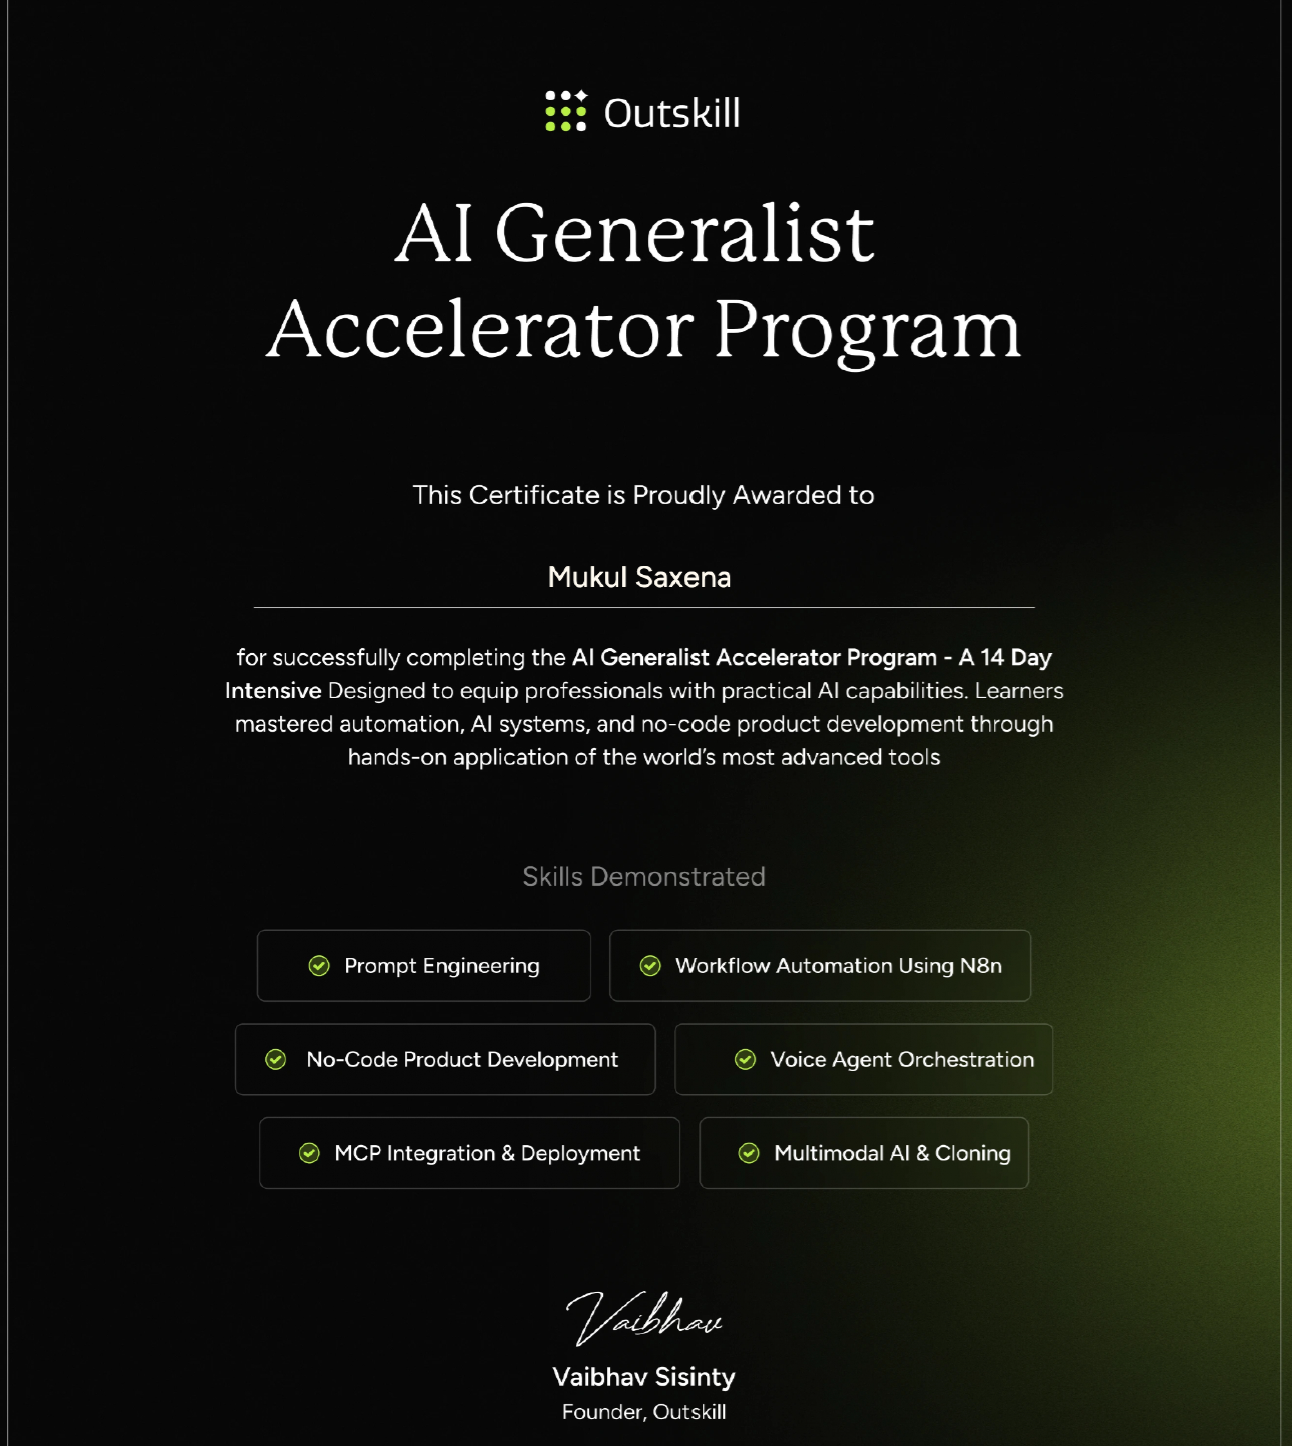 Outskill
AI Generalist
Accelerator Program
This Certificate is Proudly Awarded to
Mukul Saxena
for successfully completing the AI Generalist Accelerator Program - A 14 Day
Intensive Designed to equip professionals with practical AI capabilities. Learners
mastered automation, AI systems, and no-code product development through
hands-on application of the world’s most advanced tools
Skills Demonstrated
Prompt Engineering
Workflow Automation Using N8n
No-Code Product Development
Voice Agent Orchestration
MCP Integration & Deployment
Multimodal AI & Cloning
Vaibhav
Vaibhav Sisinty
Founder, Outskill